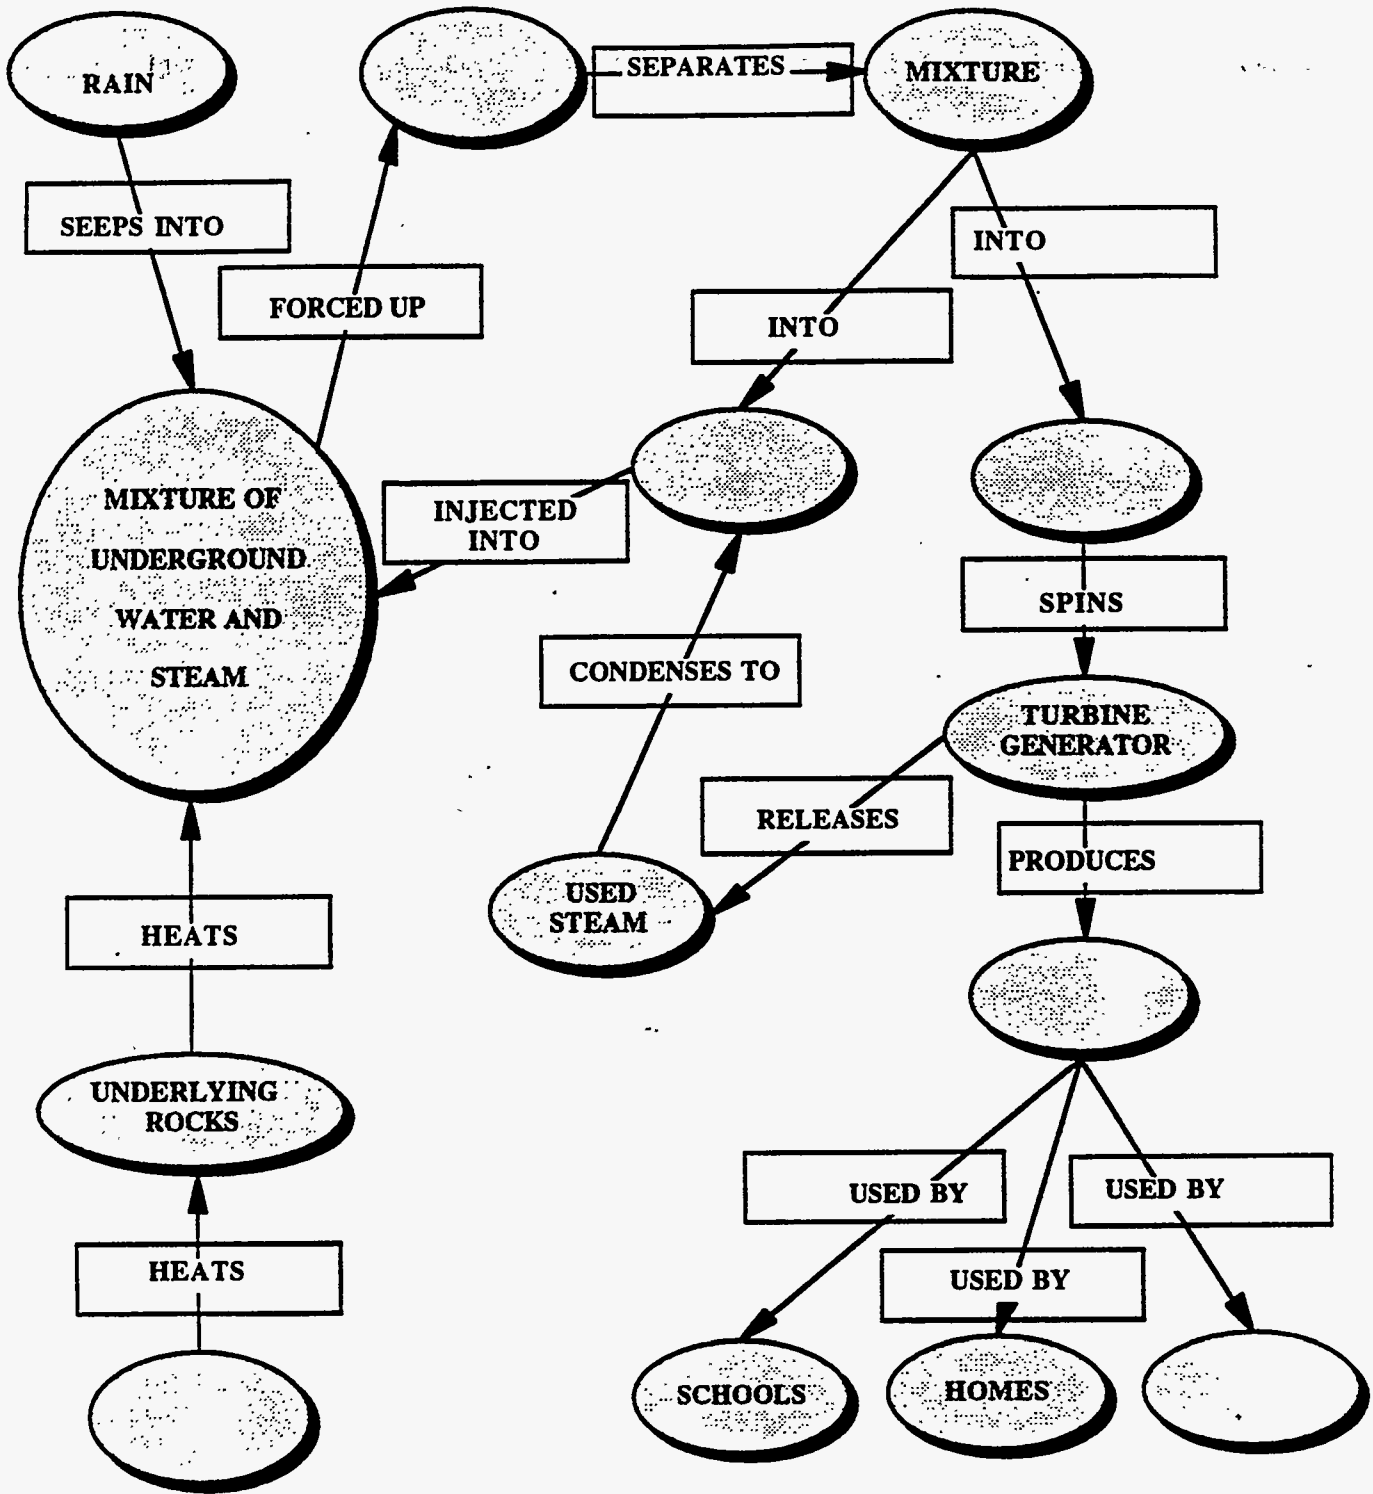 RAIN
SEPARATES
MIXTURE
SEEPS INTO
INTO
FORCED UP
INTO
MIXTURE OF
UNDERGROUND
WATER AND
STEAM
INJECTED
INTO
SPINS
CONDENSES TO
TURBINE
GENERATOR
RELEASES
PRODUCES
USED
STEAM
HEATS
UNDERLYING
ROCKS
USED BY
USED BY
HEATS
USED BY
SCHOOLS
HOMES